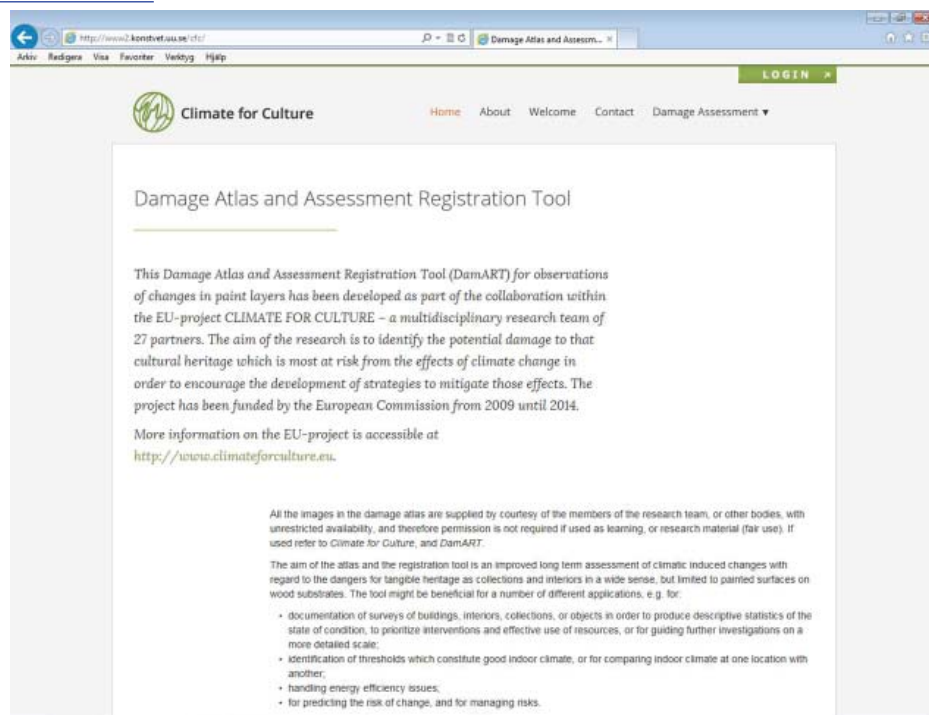 http://www2.konstvet.uu.se/cfc/
Damage Atlas and Assessm...
Arkiv Redigera Visa Favoriter Verktyg Hjälp
LOGIN
Climate for Culture
Home About Welcome Contact Damage Assessment ▼
Damage Atlas and Assessment Registration Tool
This Damage Atlas and Assessment Registration Tool (DamART) for observations
of changes in paint layers has been developed as part of the collaboration within
the EU-project CLIMATE FOR CULTURE – a multidisciplinary research team of
27 partners. The aim of the research is to identify the potential damage to that
cultural heritage which is most at risk from the effects of climate change in
order to encourage the development of strategies to mitigate those effects. The
project has been funded by the European Commission from 2009 until 2014.
More information on the EU-project is accessible at
http://www.climateforculture.eu.
All the images in the damage atlas are supplied by courtesy of the members of the research team, or other bodies, with
unrestricted availability, and therefore permission is not required if used as learning, or research material (fair use). If
used refer to Climate for Culture, and DamART.
The aim of the atlas and the registration tool is an improved long term assessment of climatic induced changes with
regard to the dangers for tangible heritage as collections and interiors in a wide sense, but limited to painted surfaces on
wood substrates. The tool might be beneficial for a number of different applications, e.g. for:
• documentation of surveys of buildings, interiors, collections, or objects in order to produce descriptive statistics of the
state of condition, to prioritize interventions and effective use of resources, or for guiding further investigations on a
more detailed scale;
• identification of thresholds which constitute good indoor climate, or for comparing indoor climate at one location with
another;
• handling energy efficiency issues;
• for predicting the risk of change, and for managing risks.